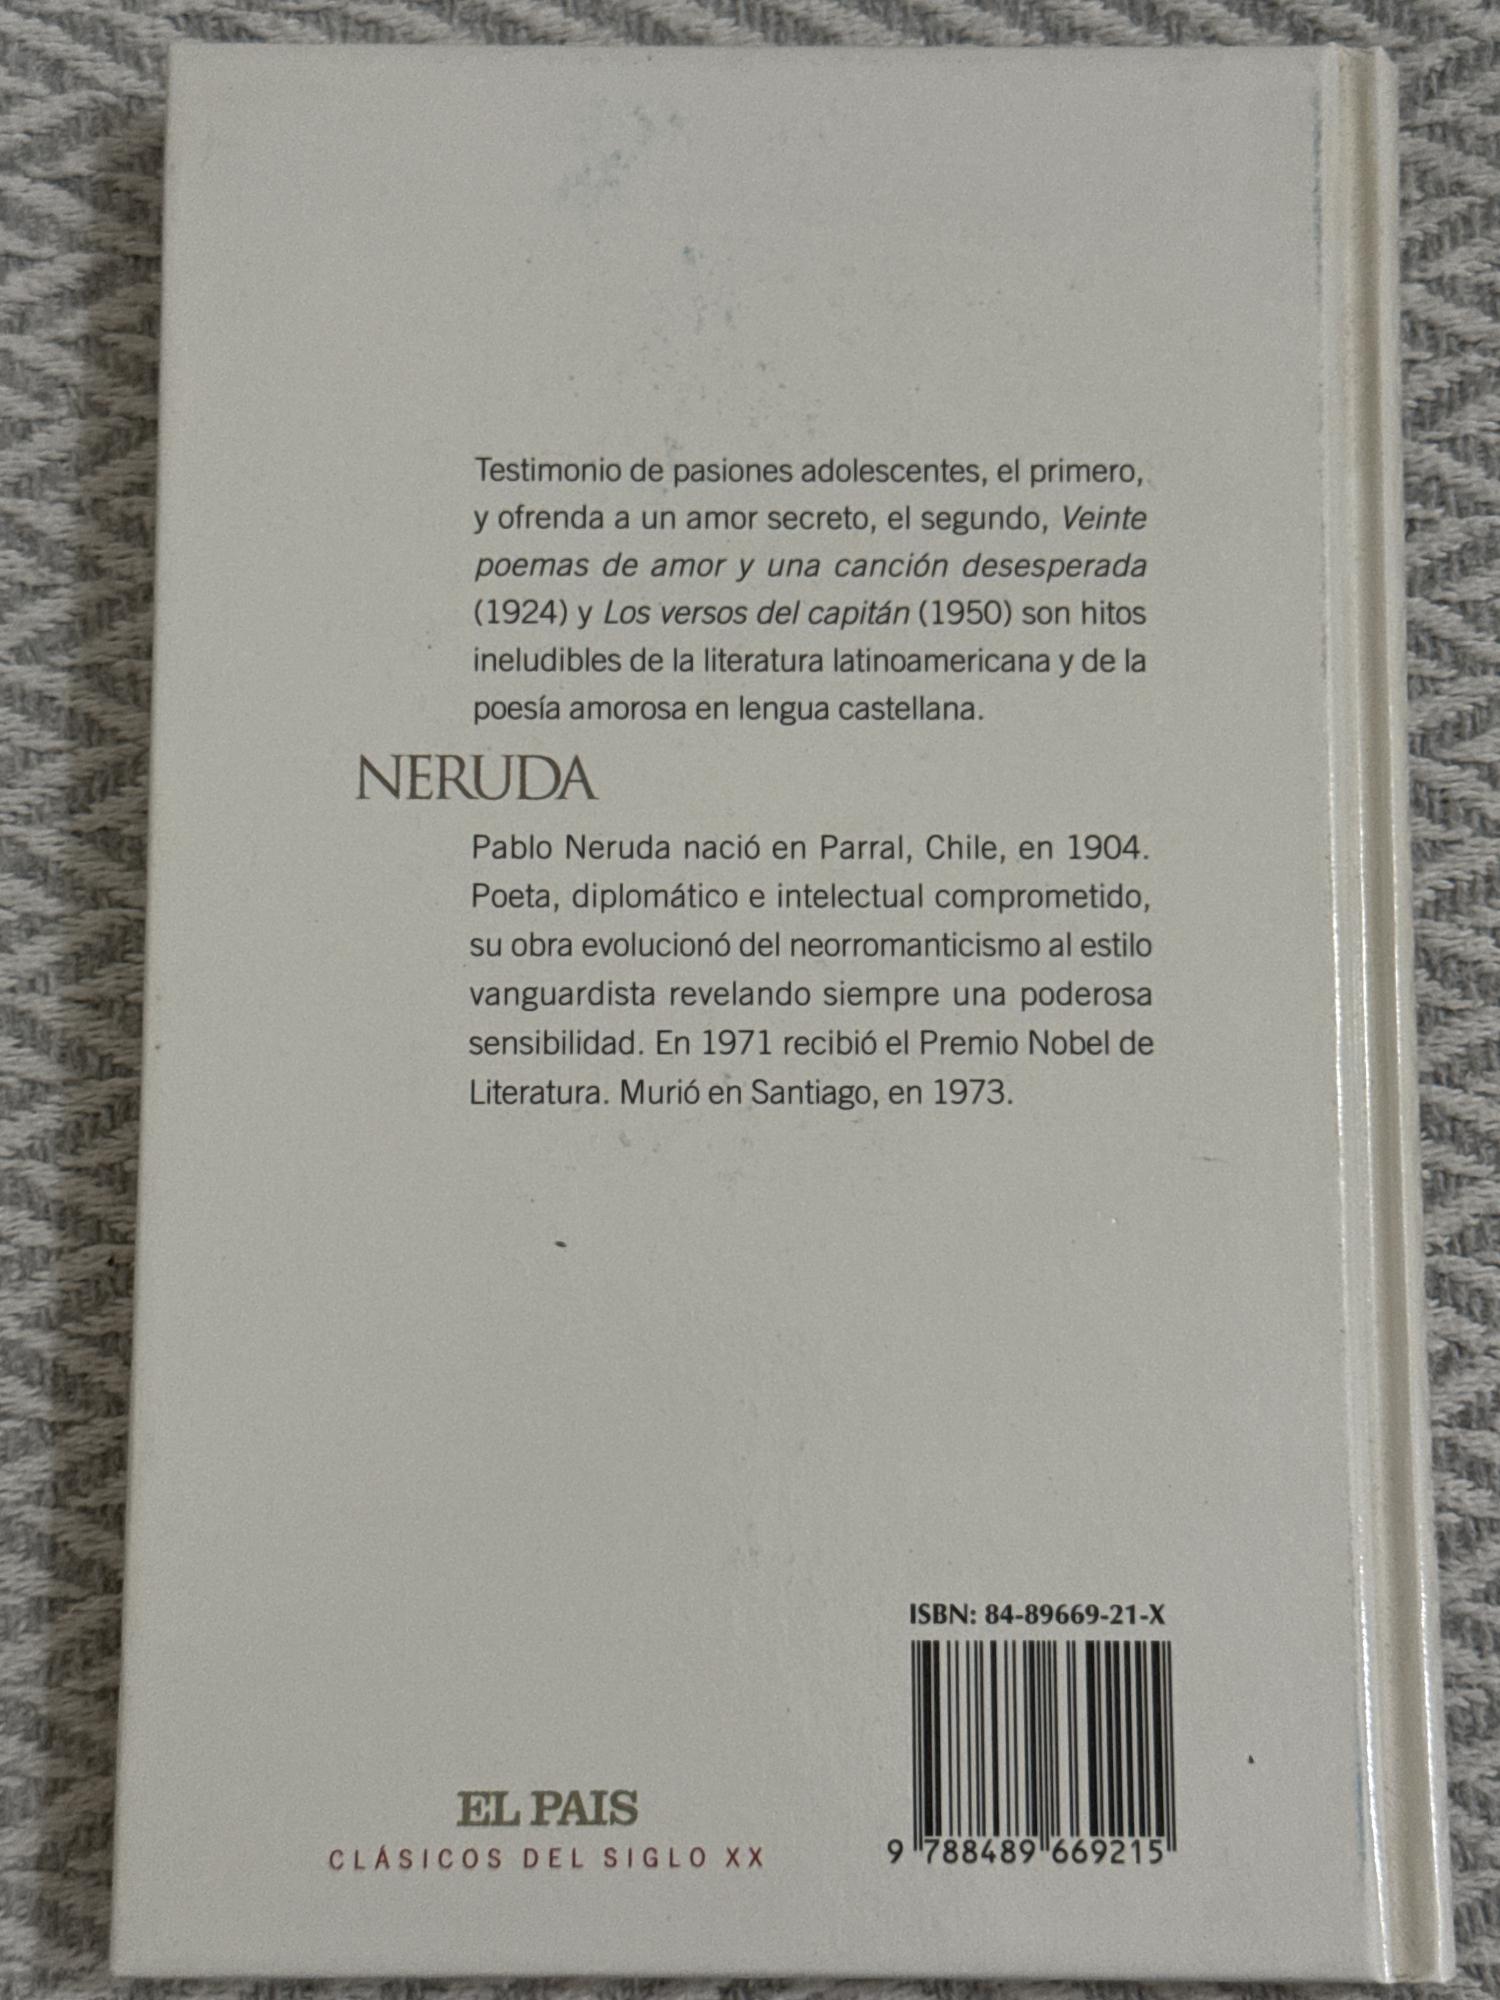 Testimonio de pasiones adolescentes, el primero,
y ofrenda a un amor secreto, el segundo, Veinte
poemas de amor y una canción desesperada
(1924) y Los versos del capitán (1950) son hitos
ineludibles de la literatura latinoamericana y de la
poesía amorosa en lengua castellana.
NERUDA
Pablo Neruda nació en Parral, Chile, en 1904.
Poeta, diplomático e intelectual comprometido,
su obra evolucionó del neorromanticismo al estilo
vanguardista revelando siempre una poderosa
sensibilidad. En 1971 recibió el Premio Nobel de
Literatura. Murió en Santiago, en 1973.
ISBN: 84-89669-21-X
9 788489 669215
EL PAIS
CLÁSICOS DEL SIGLO XX